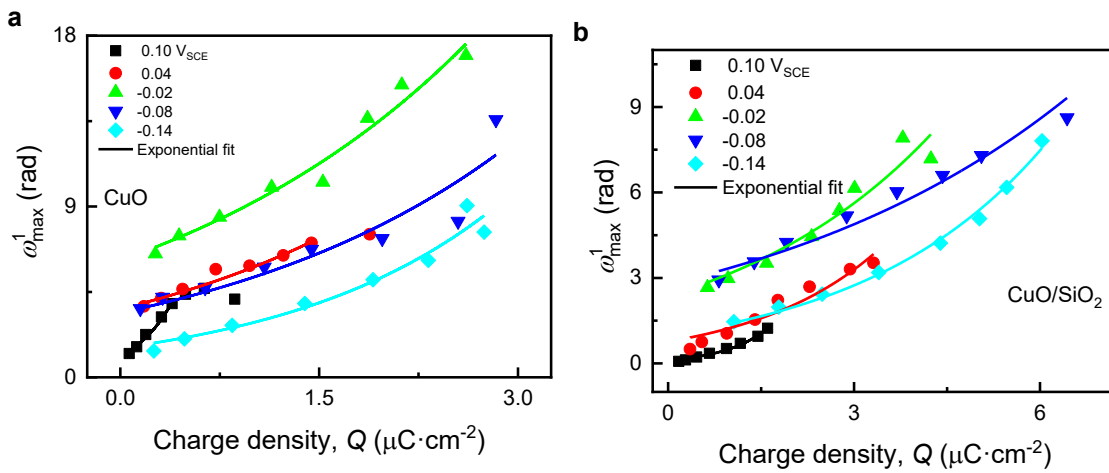 a
18
9
0
0.0
1.5
3.0
ω¹max (rad)
Charge density, Q (μC·cm⁻²)
0.10 VSCE
0.04
-0.02
-0.08
-0.14
Exponential fit
CuO
b
9
6
3
0
0
3
6
ω¹max (rad)
Charge density, Q (μC·cm⁻²)
0.10 VSCE
0.04
-0.02
-0.08
-0.14
Exponential fit
CuO/SiO₂